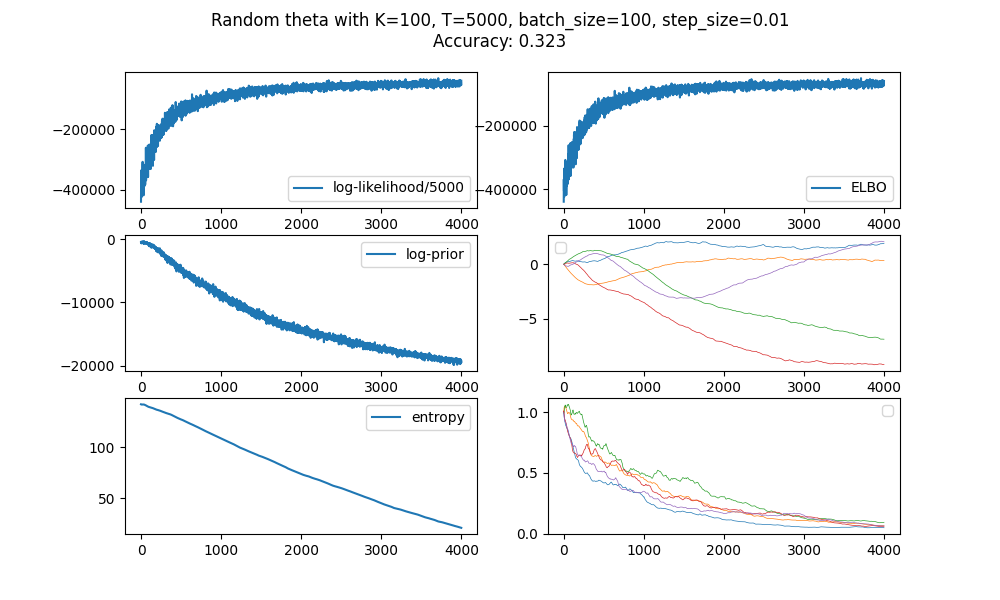 Random theta with K=100, T=5000, batch_size=100, step_size=0.01
Accuracy: 0.323
−200000
−400000
log-likelihood/5000
0 1000 2000 3000 4000
−200000
−400000
ELBO
0 1000 2000 3000 4000
0
−10000
−20000
log-prior
0 1000 2000 3000 4000
0
−5
0 1000 2000 3000 4000
100
50
entropy
0 1000 2000 3000 4000
1.0
0.5
0.0
0 1000 2000 3000 4000